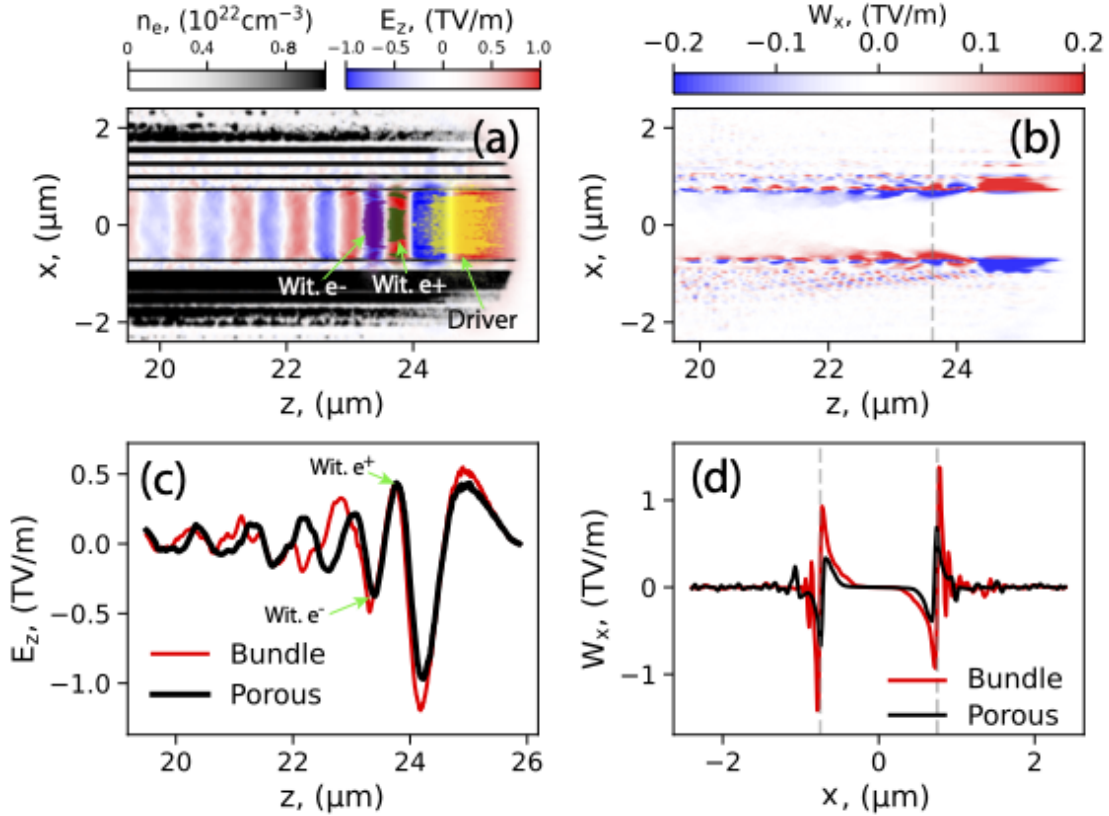 n_e, (10^22cm^−3) E_z, (TV/m) W_x, (TV/m)
0 0.4 0.8 −1.0 −0.5 0.0 0.5 1.0 −0.2 −0.1 0.0 0.1 0.2
(a)
2
0
−2
x, (μm)
Wit. e- Wit. e+
Driver
20 22 24
z, (μm)
(b)
2
0
−2
x, (μm)
20 22 24
z, (μm)
(c)
0.5
0.0
−0.5
−1.0
E_z, (TV/m)
Wit. e^+
Wit. e^-
Bundle
Porous
20 22 24 26
z, (μm)
(d)
1
0
−1
W_x, (TV/m)
Bundle
Porous
−2 0 2
x, (μm)